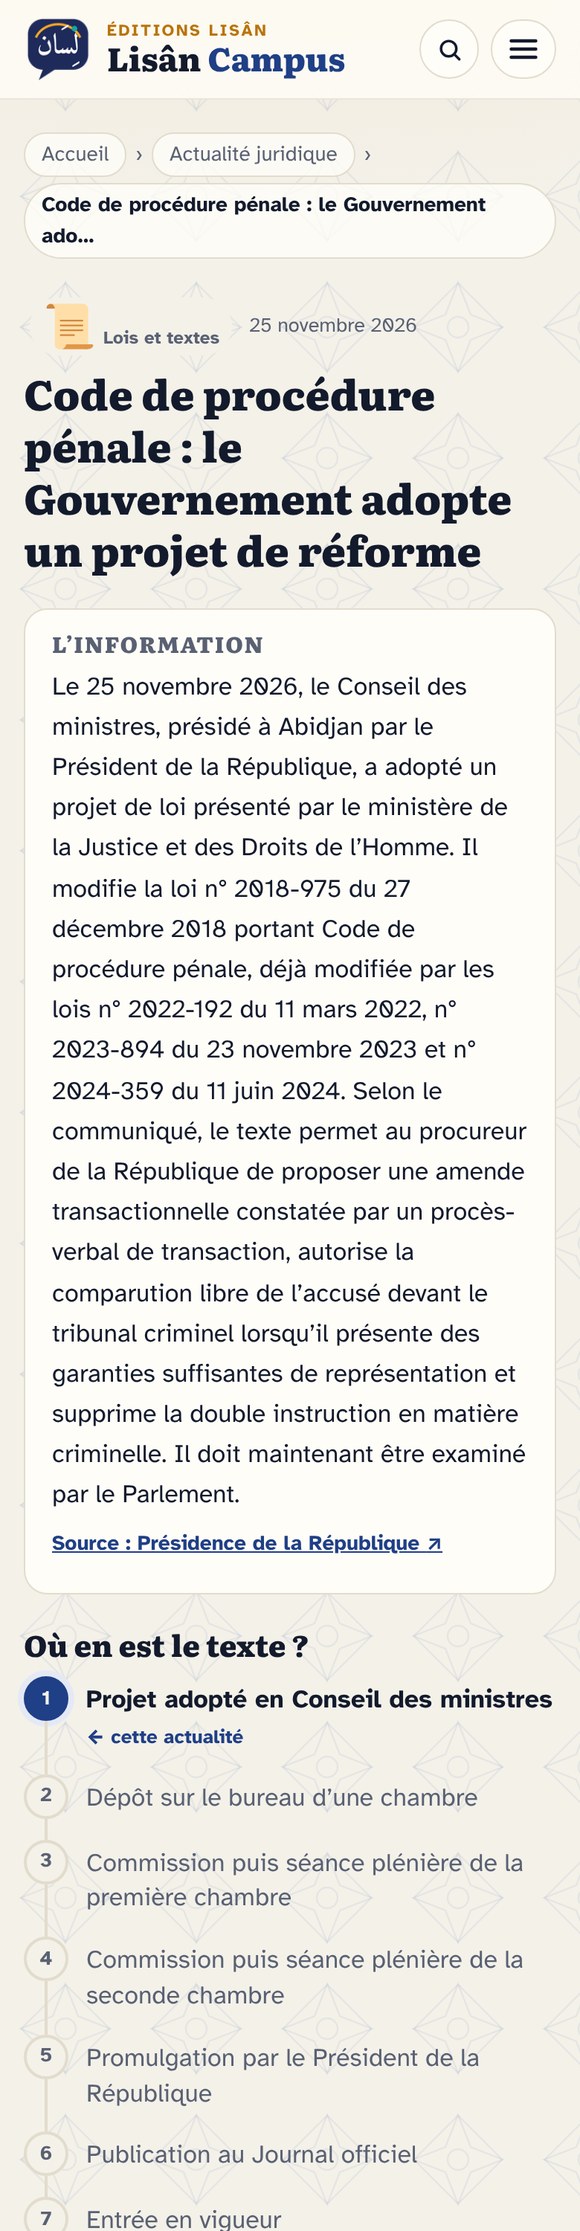 لِسَان
ÉDITIONS LISÂN
Lisân Campus
Accueil › Actualité juridique ›
Code de procédure pénale : le Gouvernement
ado...
Lois et textes 25 novembre 2026
Code de procédure
pénale : le
Gouvernement adopte
un projet de réforme
L’INFORMATION
Le 25 novembre 2026, le Conseil des
ministres, présidé à Abidjan par le
Président de la République, a adopté un
projet de loi présenté par le ministère de
la Justice et des Droits de l’Homme. Il
modifie la loi n° 2018-975 du 27
décembre 2018 portant Code de
procédure pénale, déjà modifiée par les
lois n° 2022-192 du 11 mars 2022, n°
2023-894 du 23 novembre 2023 et n°
2024-359 du 11 juin 2024. Selon le
communiqué, le texte permet au procureur
de la République de proposer une amende
transactionnelle constatée par un procès-
verbal de transaction, autorise la
comparution libre de l’accusé devant le
tribunal criminel lorsqu’il présente des
garanties suffisantes de représentation et
supprime la double instruction en matière
criminelle. Il doit maintenant être examiné
par le Parlement.
Source : Présidence de la République ↗
Où en est le texte ?
1 Projet adopté en Conseil des ministres
← cette actualité
2 Dépôt sur le bureau d’une chambre
3 Commission puis séance plénière de la
première chambre
4 Commission puis séance plénière de la
seconde chambre
5 Promulgation par le Président de la
République
6 Publication au Journal officiel
7 Entrée en vigueur